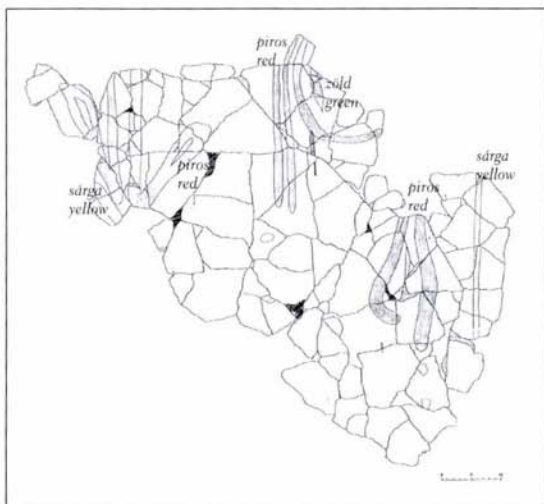 piros
red
zöld
green
sárga
yellow
piros
red
piros
red
sárga
yellow